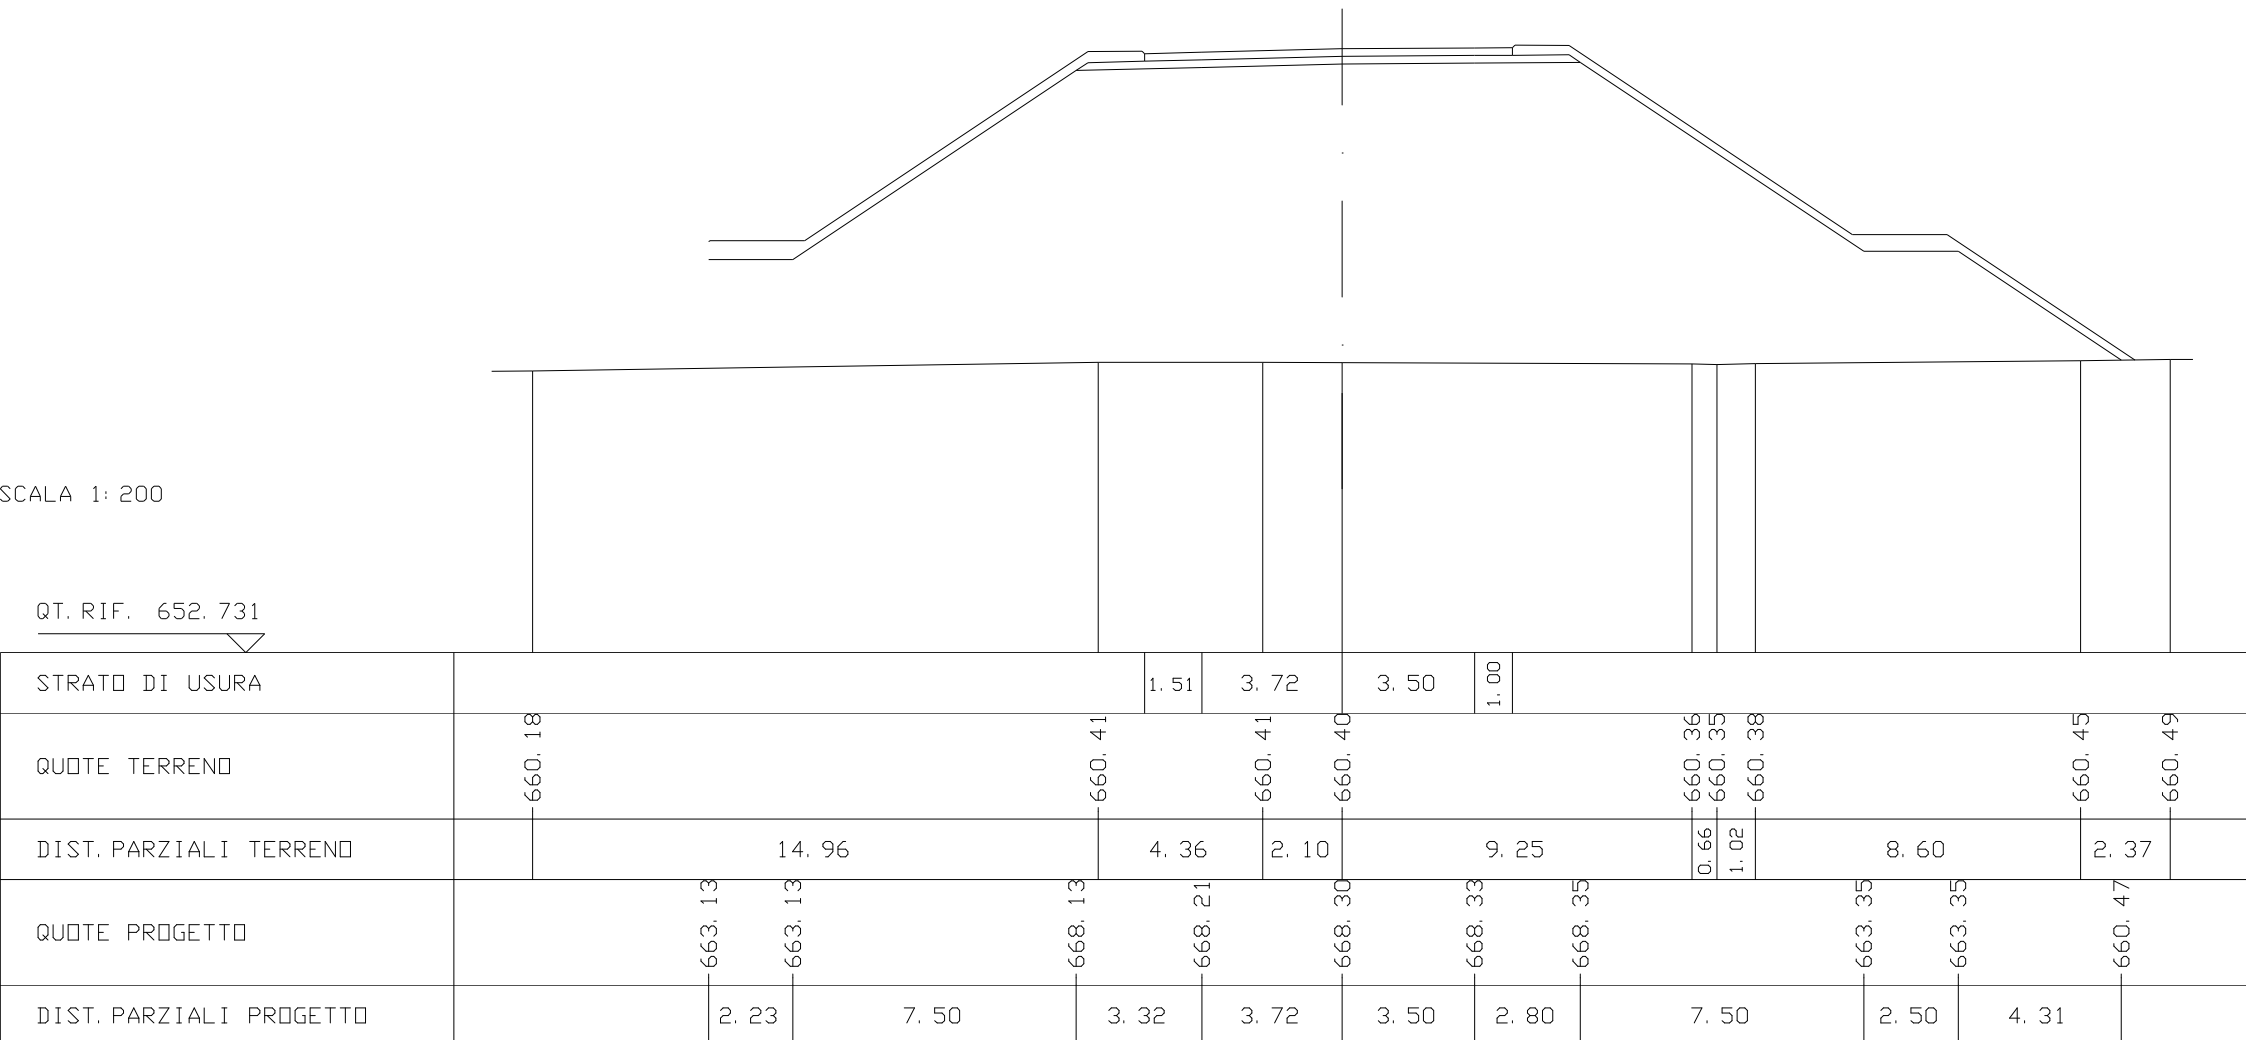 SCALA 1:200
QT.RIF. 652.731
STRATO DI USURA 1.51 3.72 3.50 1.00
QUOTE TERRENO 660.18 660.41 660.41 660.40 660.36 660.35 660.38 660.45 660.49
DIST.PARZIALI TERRENO 14.96 4.36 2.10 9.25 0.66 1.02 8.60 2.37
QUOTE PROGETTO 663.13 663.13 668.13 668.21 668.30 668.33 668.35 663.35 663.35 660.47
DIST.PARZIALI PROGETTO 2.23 7.50 3.32 3.72 3.50 2.80 7.50 2.50 4.31